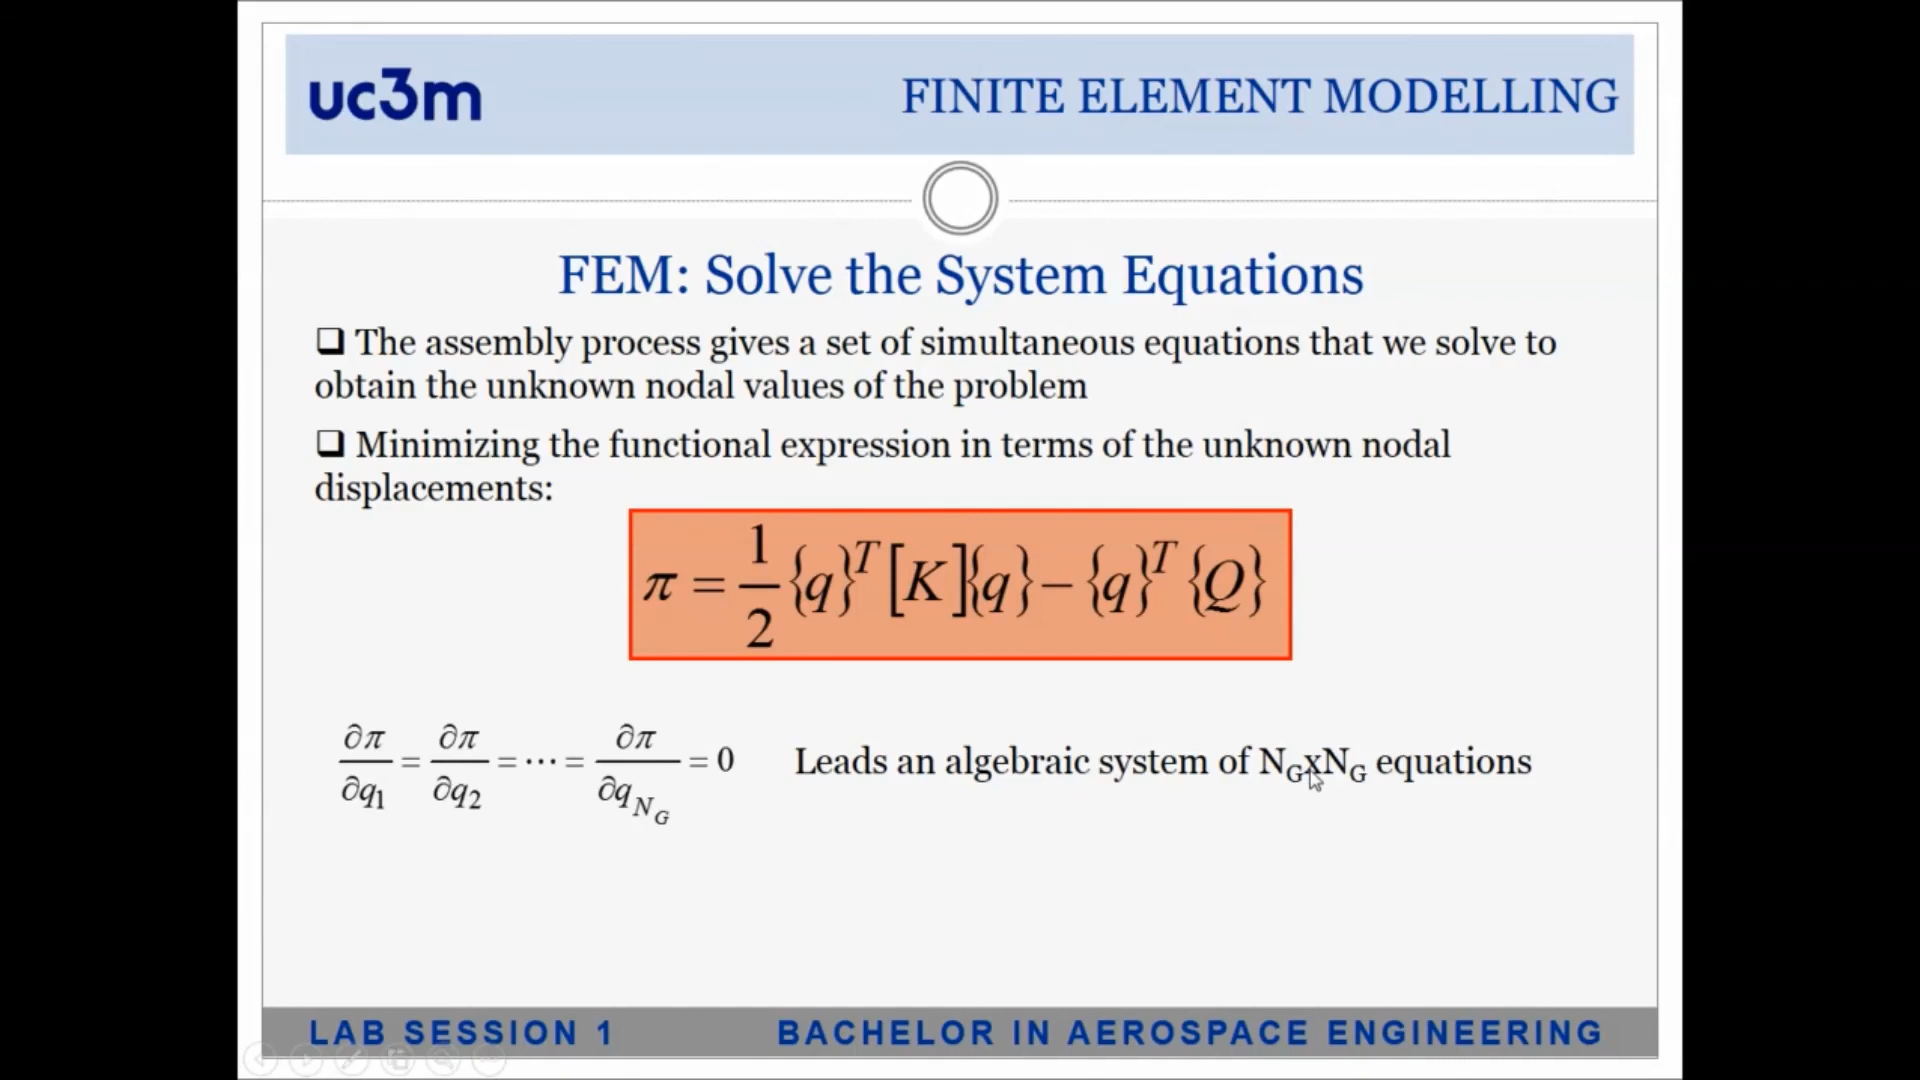 uc3m
FINITE ELEMENT MODELLING
FEM: Solve the System Equations
❑ The assembly process gives a set of simultaneous equations that we solve to
obtain the unknown nodal values of the problem
❑ Minimizing the functional expression in terms of the unknown nodal
displacements:
π = 1/2 {q}^T [K]{q} − {q}^T {Q}
∂π/∂q₁ = ∂π/∂q₂ = ⋯ = ∂π/∂q_{N_G} = 0 Leads an algebraic system of N_GxN_G equations
LAB SESSION 1 BACHELOR IN AEROSPACE ENGINEERING